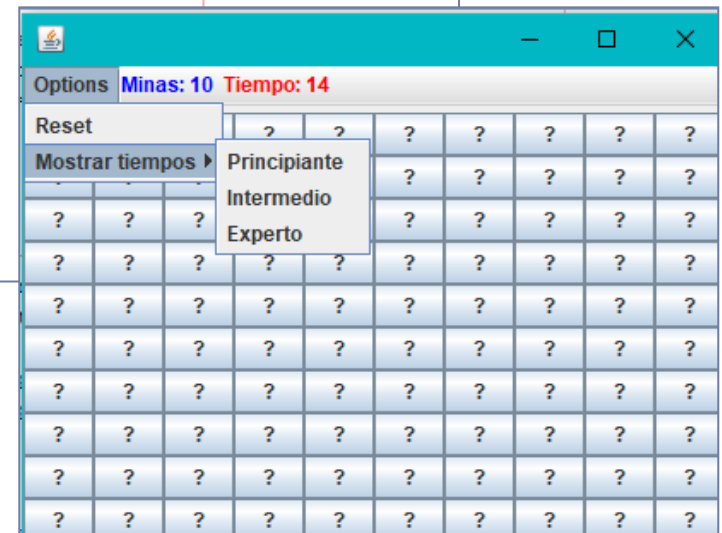 Options Minas: 10 Tiempo: 14
Reset ? ? ? ? ? ? ?
Mostrar tiempos Principiante ? ? ? ? ?
Intermedio
? ? ? ? ? ? ? ?
Experto
? ? ? ? ? ? ? ? ? ?
? ? ? ? ? ? ? ? ? ?
? ? ? ? ? ? ? ? ? ?
? ? ? ? ? ? ? ? ? ?
? ? ? ? ? ? ? ? ? ?
? ? ? ? ? ? ? ? ? ?
? ? ? ? ? ? ? ? ? ?